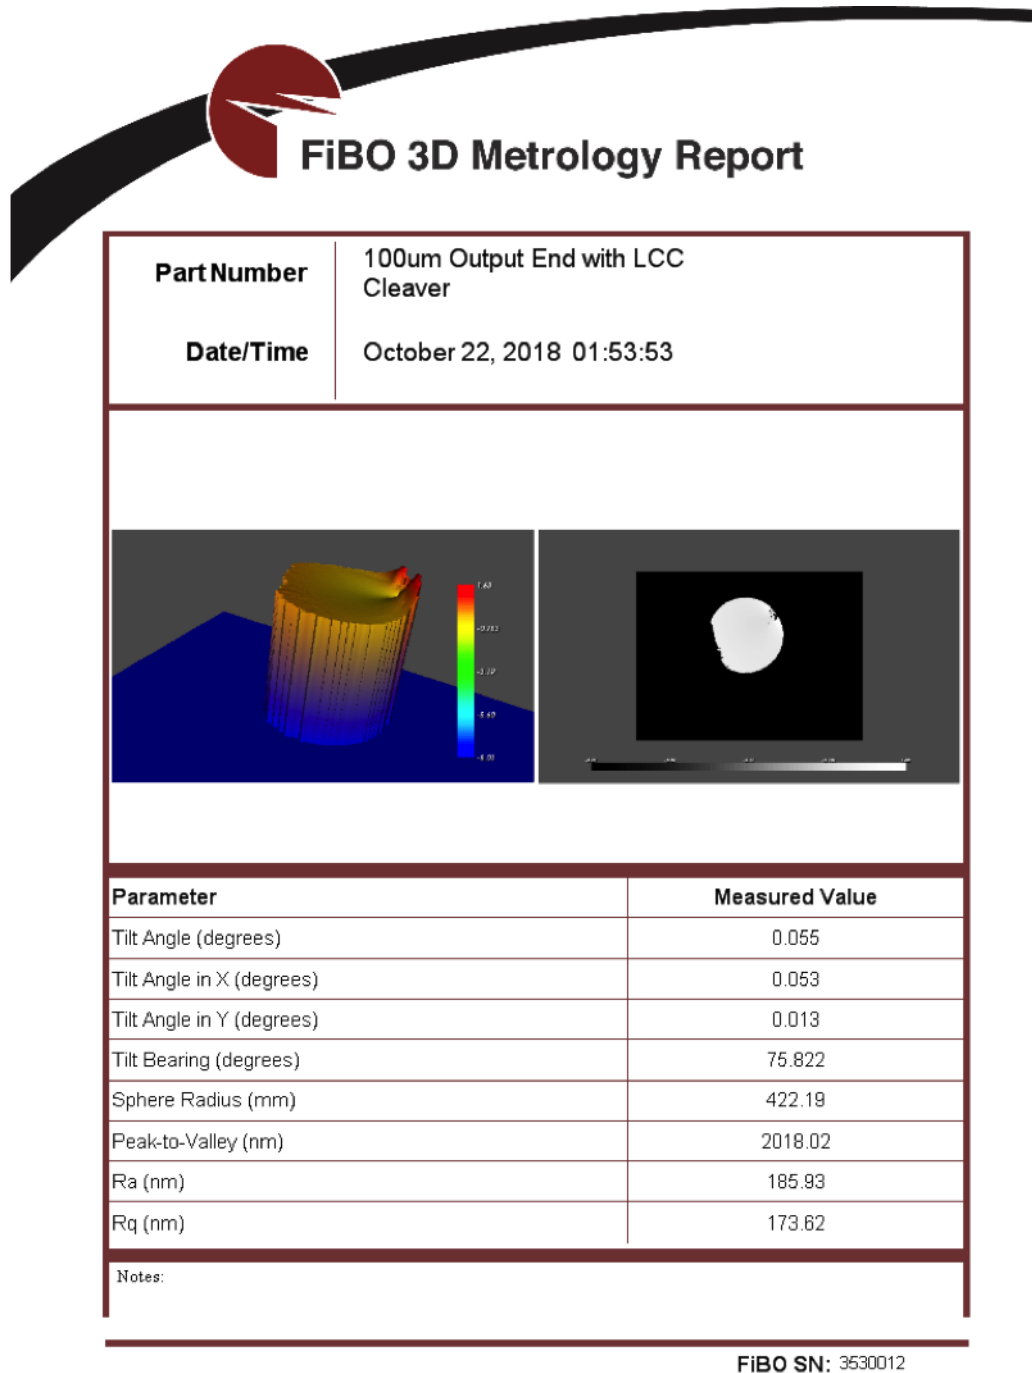 FiBO 3D Metrology Report
Part Number
100um Output End with LCC
Cleaver
Date/Time
October 22, 2018 01:53:53
1.60
Parameter
Measured Value
Tilt Angle (degrees)
0.055
Tilt Angle in X (degrees)
0.053
Tilt Angle in Y (degrees)
0.013
Tilt Bearing (degrees)
75.822
Sphere Radius (mm)
422.19
Peak-to-Valley (nm)
2018.02
Ra (nm)
185.93
Rq (nm)
173.62
Notes:
FiBO SN: 3530012